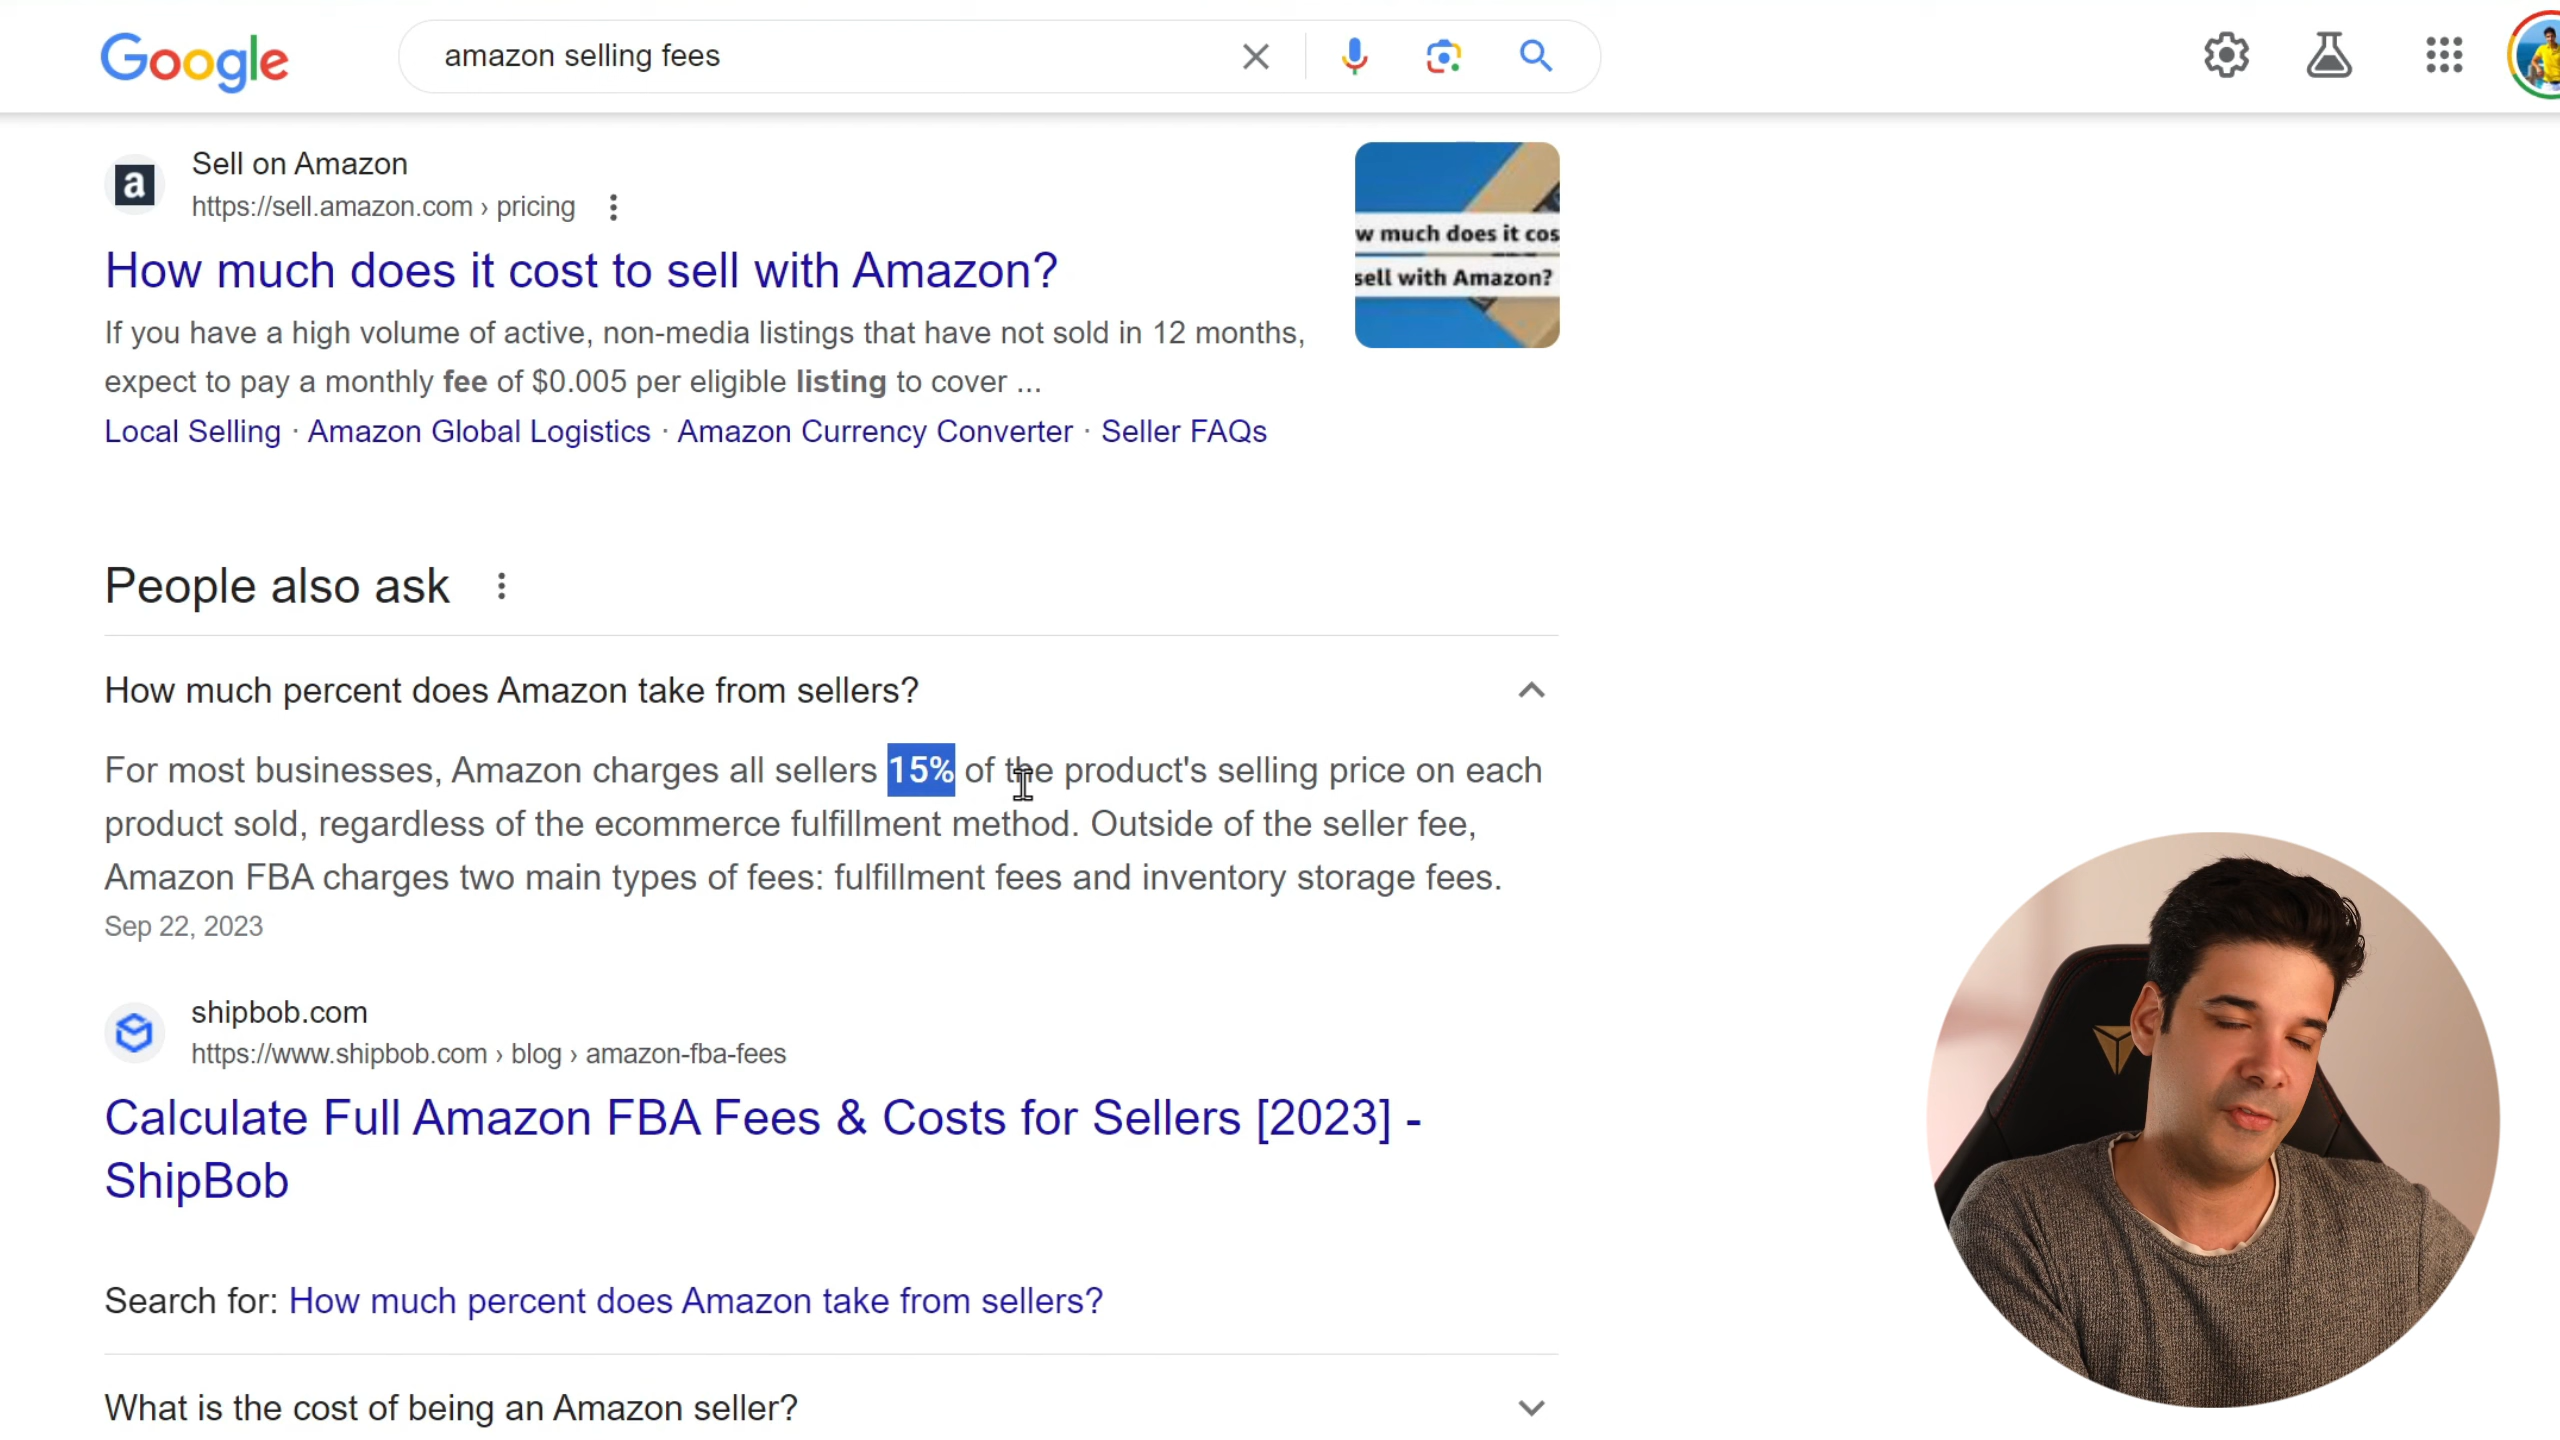 Google
amazon selling fees
Sell on Amazon
https://sell.amazon.com › pricing
How much does it cost to sell with Amazon?
If you have a high volume of active, non-media listings that have not sold in 12 months,
expect to pay a monthly fee of $0.005 per eligible listing to cover ...
Local Selling · Amazon Global Logistics · Amazon Currency Converter · Seller FAQs
w much does it cos
sell with Amazon?
People also ask
How much percent does Amazon take from sellers?
For most businesses, Amazon charges all sellers 15% of the product's selling price on each
product sold, regardless of the ecommerce fulfillment method. Outside of the seller fee,
Amazon FBA charges two main types of fees: fulfillment fees and inventory storage fees.
Sep 22, 2023
shipbob.com
https://www.shipbob.com › blog › amazon-fba-fees
Calculate Full Amazon FBA Fees & Costs for Sellers [2023] -
ShipBob
Search for: How much percent does Amazon take from sellers?
What is the cost of being an Amazon seller?